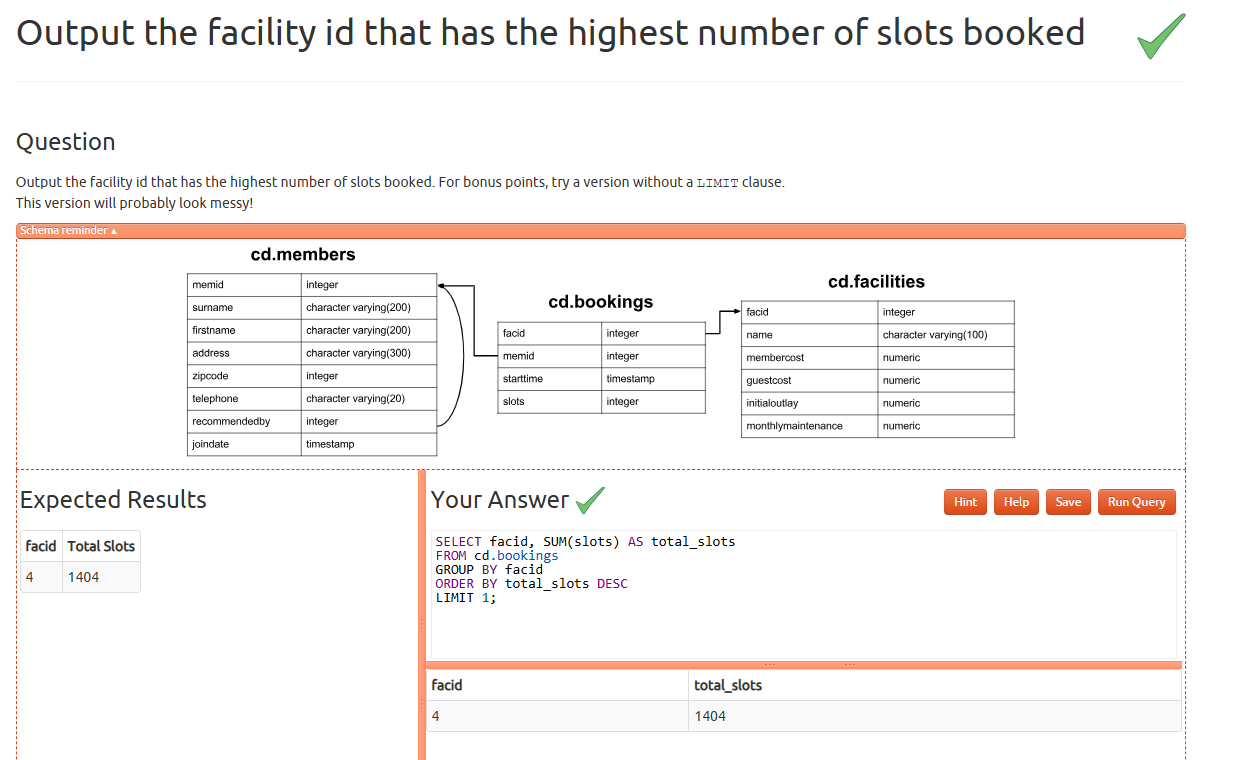 Output the facility id that has the highest number of slots booked
Question
Output the facility id that has the highest number of slots booked. For bonus points, try a version without a LIMIT clause.
This version will probably look messy!
Schema reminder ▲
cd.members
memid integer
surname character varying(200)
firstname character varying(200)
address character varying(300)
zipcode integer
telephone character varying(20)
recommendedby integer
joindate timestamp
cd.bookings
facid integer
memid integer
starttime timestamp
slots integer
cd.facilities
facid integer
name character varying(100)
membercost numeric
guestcost numeric
initialoutlay numeric
monthlymaintenance numeric
Expected Results
facid Total Slots
4 1404
Your Answer
Hint Help Save Run Query
SELECT facid, SUM(slots) AS total_slots
FROM cd.bookings
GROUP BY facid
ORDER BY total_slots DESC
LIMIT 1;
facid total_slots
4 1404